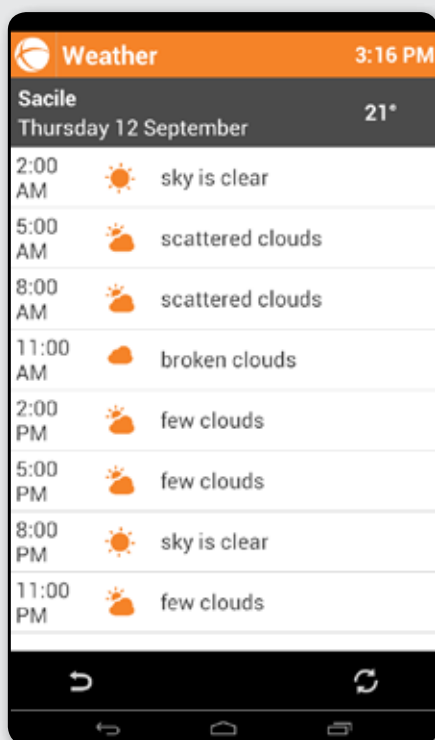 Weather 3:16 PM
Sacile
21°
Thursday 12 September
2:00
AM
sky is clear
5:00
AM
scattered clouds
8:00
AM
scattered clouds
11:00
AM
broken clouds
2:00
PM
few clouds
5:00
PM
few clouds
8:00
PM
sky is clear
11:00
PM
few clouds